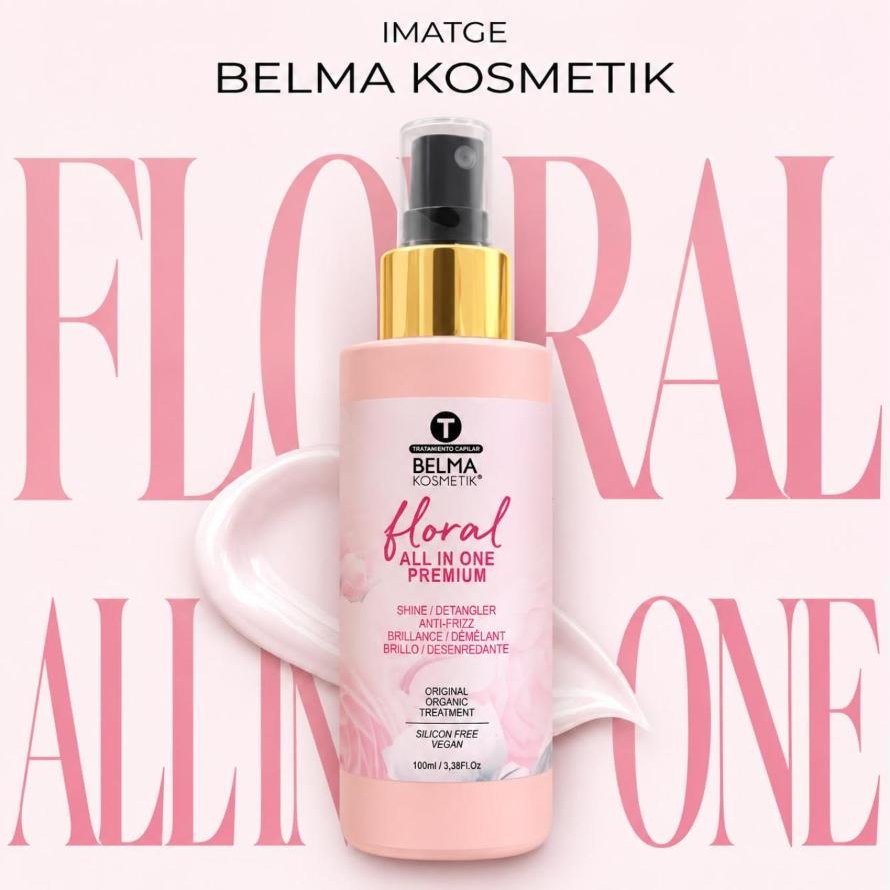 IMATGE
BELMA KOSMETIK
FLORAL
ALL IN ONE
T
TRATAMIENTO CAPILAR
BELMA
KOSMETIK®
floral
ALL IN ONE
PREMIUM
SHINE / DETANGLER
ANTI-FRIZZ
BRILLANCE / DÉMÊLANT
BRILLO / DESENREDANTE
ORIGINAL
ORGANIC
TREATMENT
SILICON FREE
VEGAN
100ml / 3,38Fl.Oz